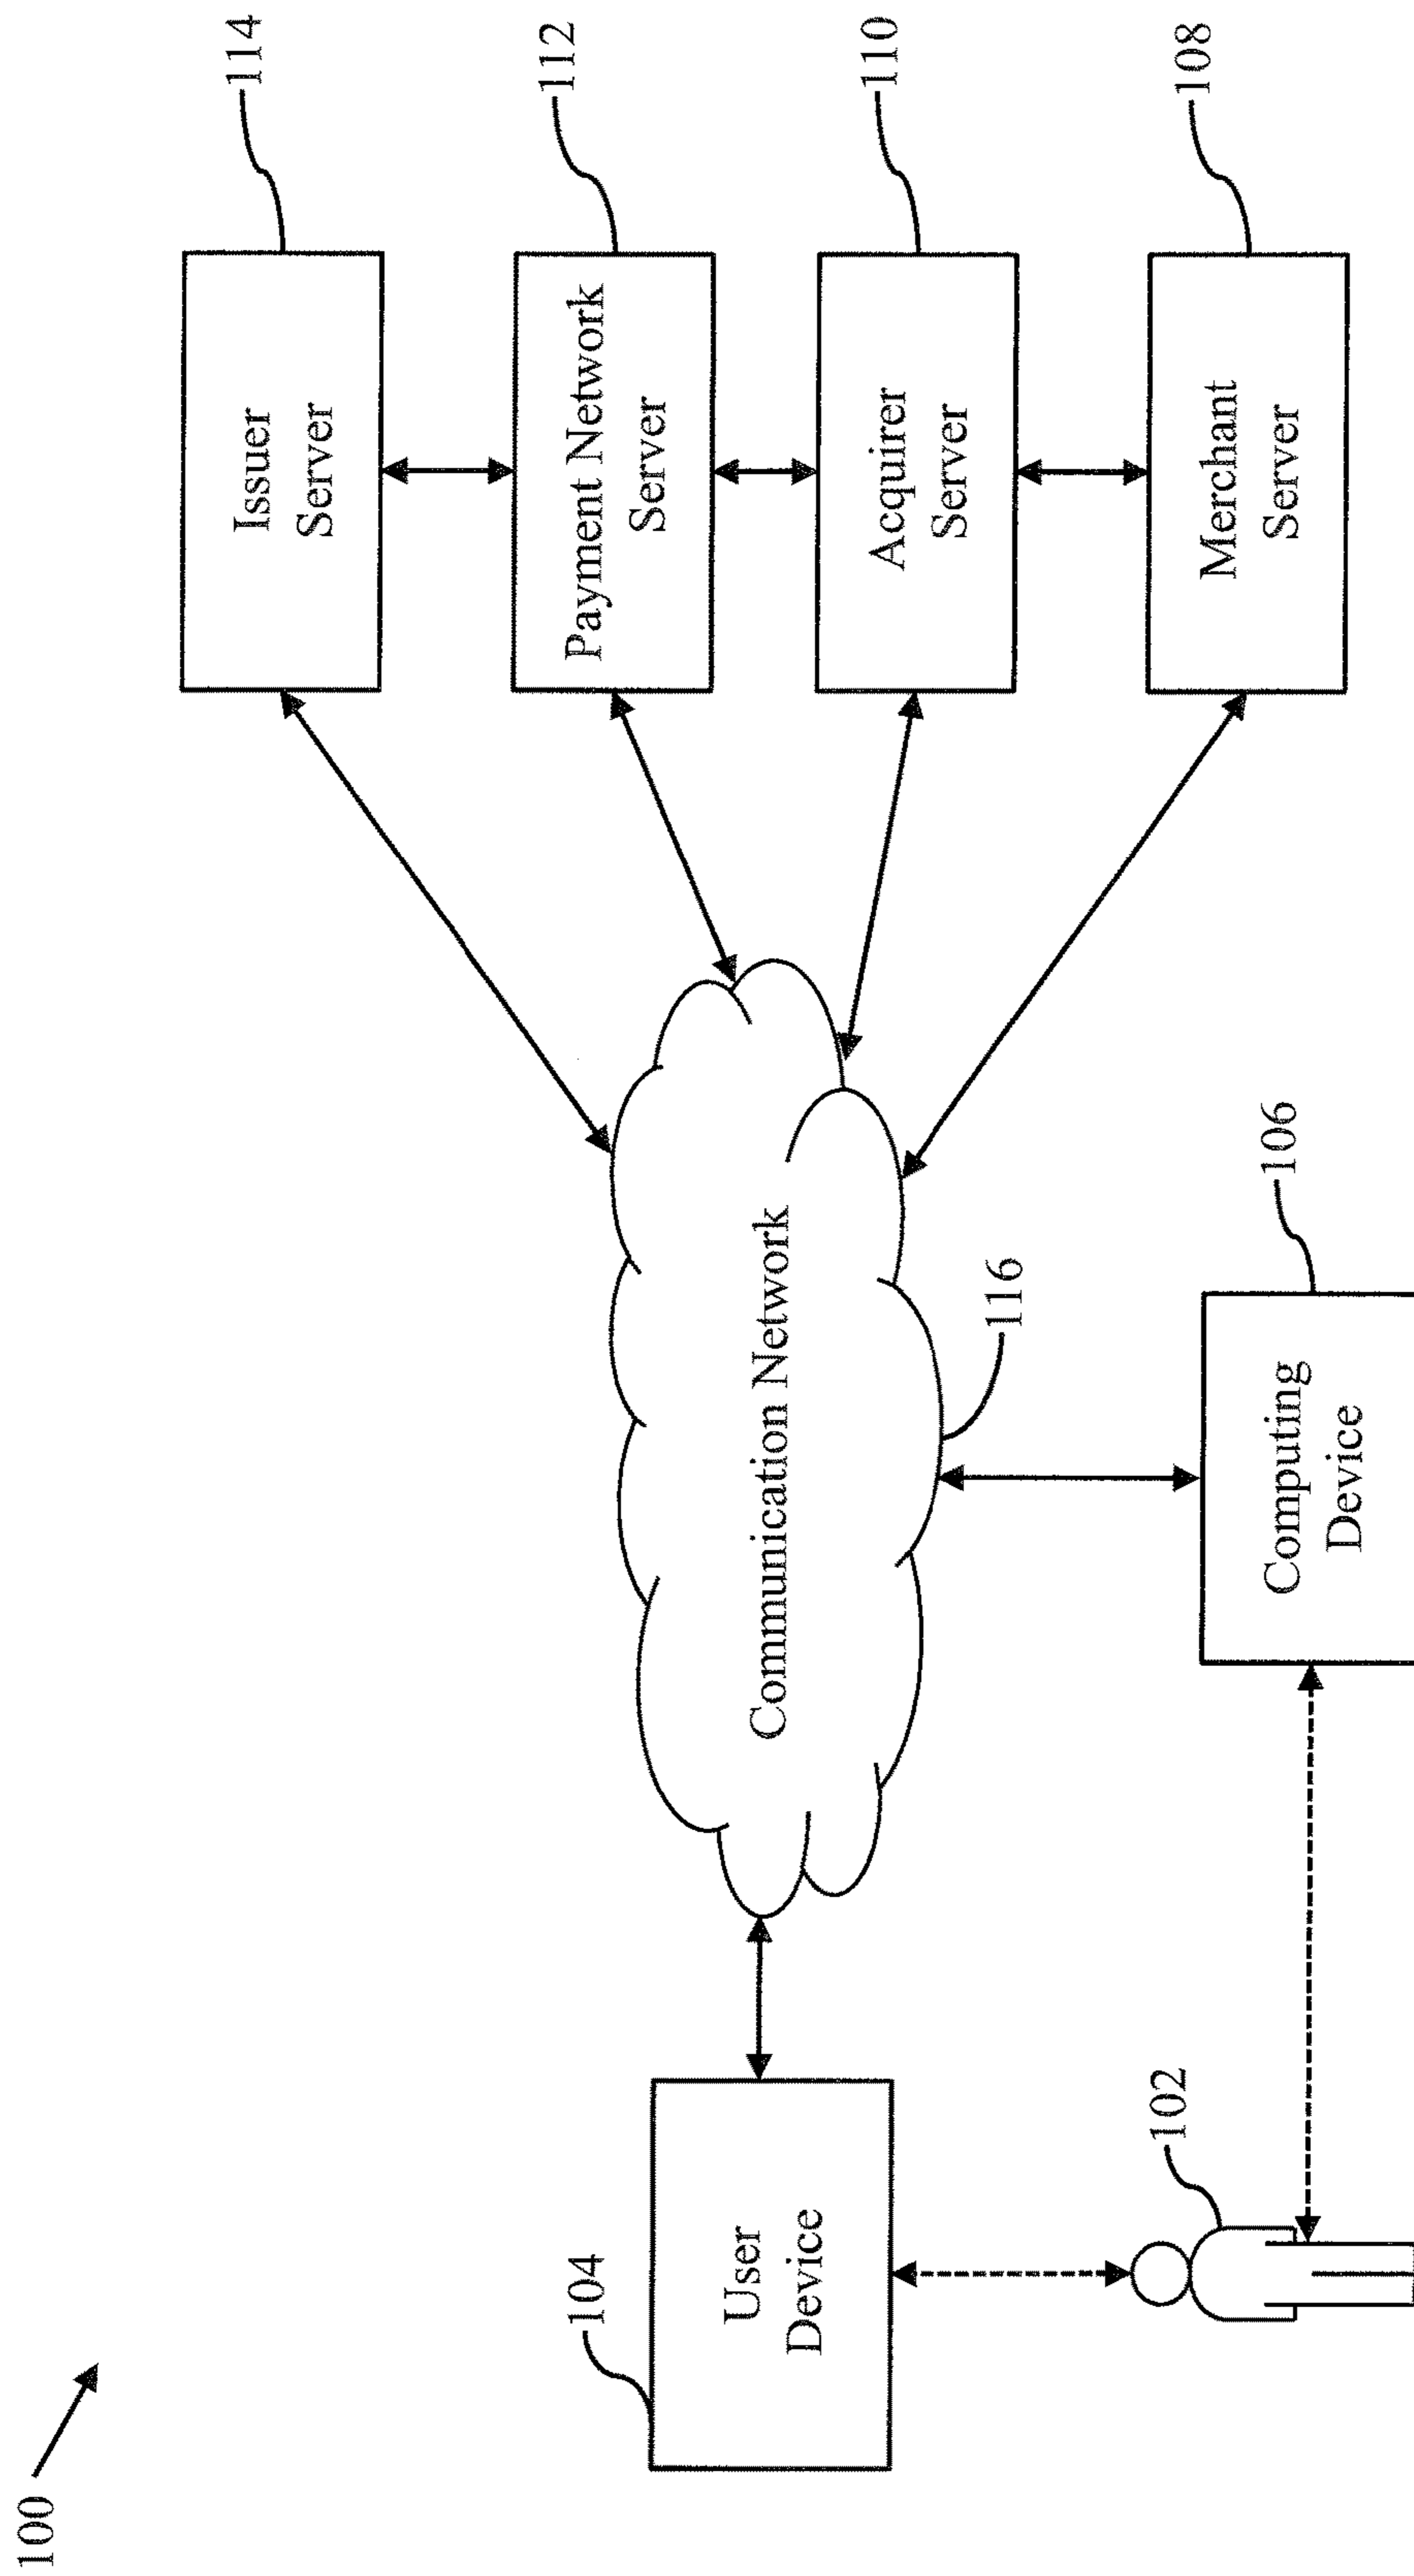 100
104
User
Device
102
Communication Network
116
Computing
Device
106
Issuer
Server
114
Payment Network
Server
112
Acquirer
Server
110
Merchant
Server
108